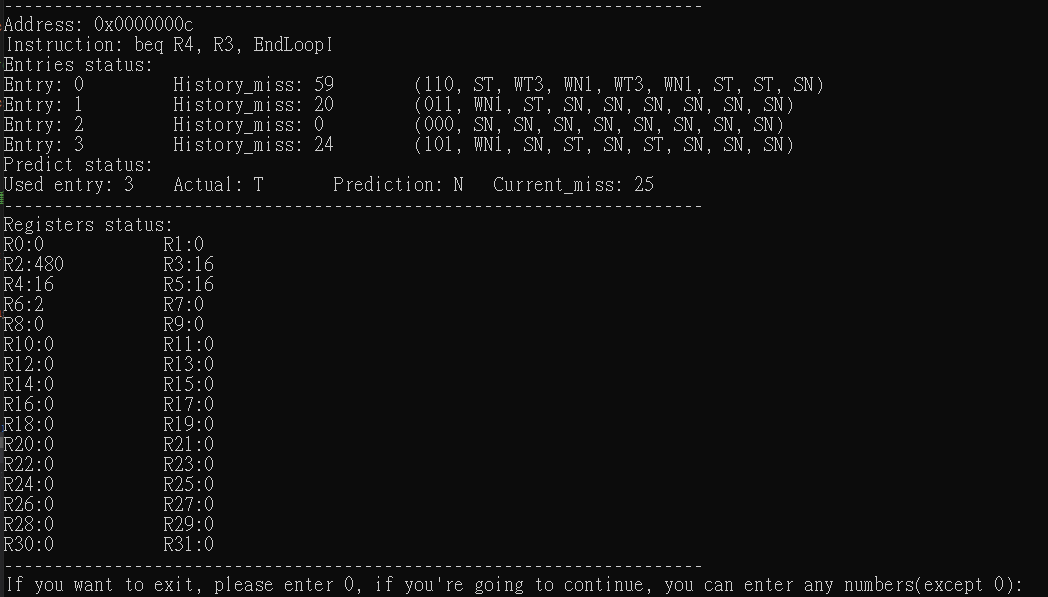 ----------------------------------------------------------------------
Address: 0x0000000c
Instruction: beq R4, R3, EndLoopI
Entries status:
Entry: 0 History_miss: 59 (110, ST, WT3, WN1, WT3, WN1, ST, ST, SN)
Entry: 1 History_miss: 20 (011, WN1, ST, SN, SN, SN, SN, SN, SN)
Entry: 2 History_miss: 0 (000, SN, SN, SN, SN, SN, SN, SN, SN)
Entry: 3 History_miss: 24 (101, WN1, SN, ST, SN, ST, SN, SN, SN)
Predict status:
Used entry: 3 Actual: T Prediction: N Current_miss: 25
----------------------------------------------------------------------
Registers status:
R0:0 R1:0
R2:480 R3:16
R4:16 R5:16
R6:2 R7:0
R8:0 R9:0
R10:0 R11:0
R12:0 R13:0
R14:0 R15:0
R16:0 R17:0
R18:0 R19:0
R20:0 R21:0
R22:0 R23:0
R24:0 R25:0
R26:0 R27:0
R28:0 R29:0
R30:0 R31:0
----------------------------------------------------------------------
If you want to exit, please enter 0, if you're going to continue, you can enter any numbers(except 0):